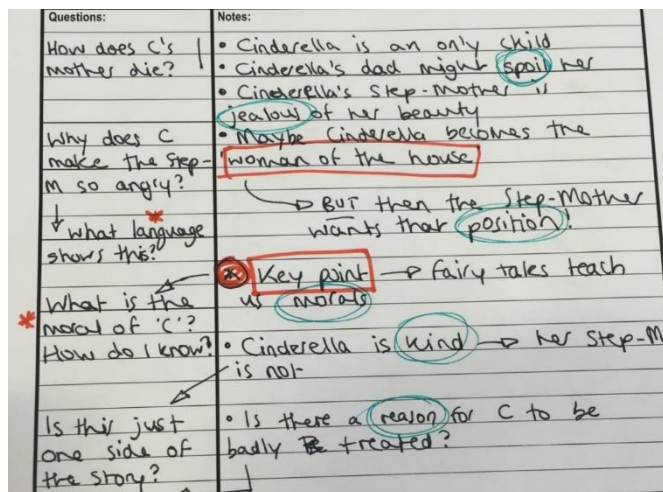 Questions:
How does C's
mother die?
Why does C
make the step-
M so angry?
What language
shows this?
What is the
moral of 'C'?
How do I know?
Is this just
one side of
the story?
Notes:
• Cinderella is an only child
• Cinderella's dad might spoil her
• Cinderella's Step-Mother is
jealous of her beauty
• Maybe Cinderella becomes the
'woman of the house'
BUT then the Step-Mother
wants that position!
* Key point → Fairy tales teach
us morals
• Cinderella is kind → her Step-M
is not
• Is there a reason for C to be
badly treated?